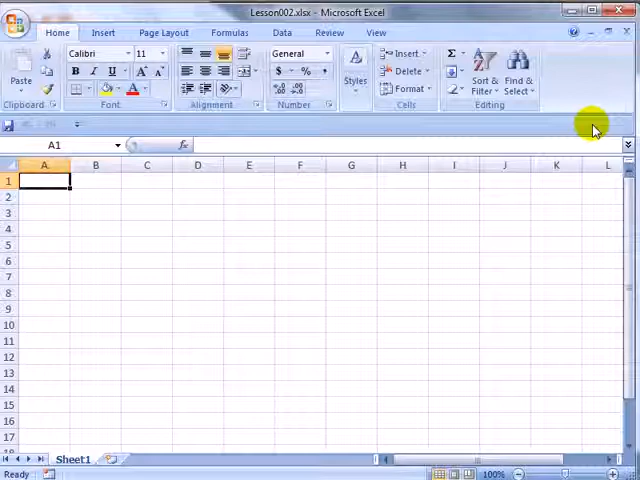 Lesson002.xlsx - Microsoft Excel
Home Insert Page Layout Formulas Data Review View
Calibri 11 General Insert Σ
Paste B I U A A $ % , Styles Delete Sort & Find &
A Format Filter Select
Clipboard Font Alignment Number Cells Editing
A1 fx
A B C D E F G H I J K L
1
2
3
4
5
6
7
8
9
10
11
12
13
14
15
16
17
Sheet1
Ready 100%